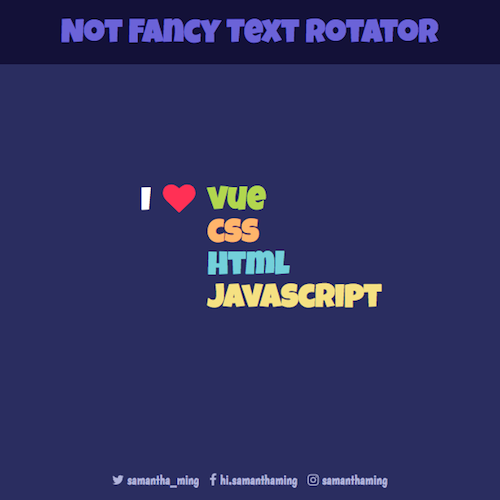 Not Fancy Text Rotator
I ❤ Vue
CSS
HTML
JavaScript
samantha_ming hi.samanthaming samanthaming